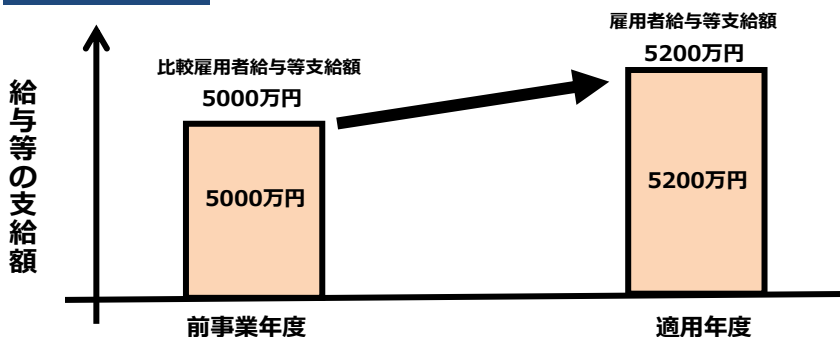 雇用者給与等支給額
5200万円
比較雇用者給与等支給額
5000万円
給与等の支給額
5000万円
5200万円
前事業年度
適用年度